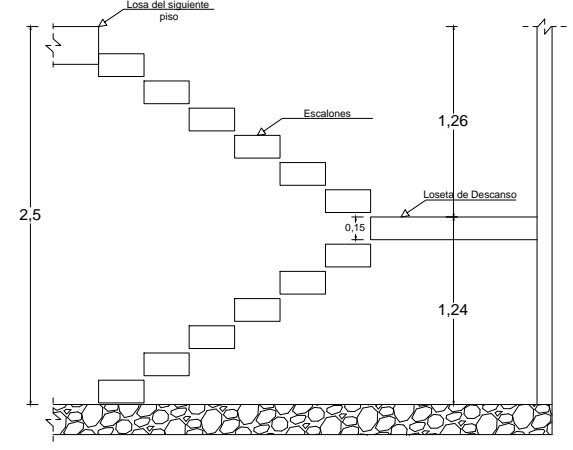 Losa del siguiente
piso
Escalones
1,26
Loseta de Descanso
2,5
0,15
1,24